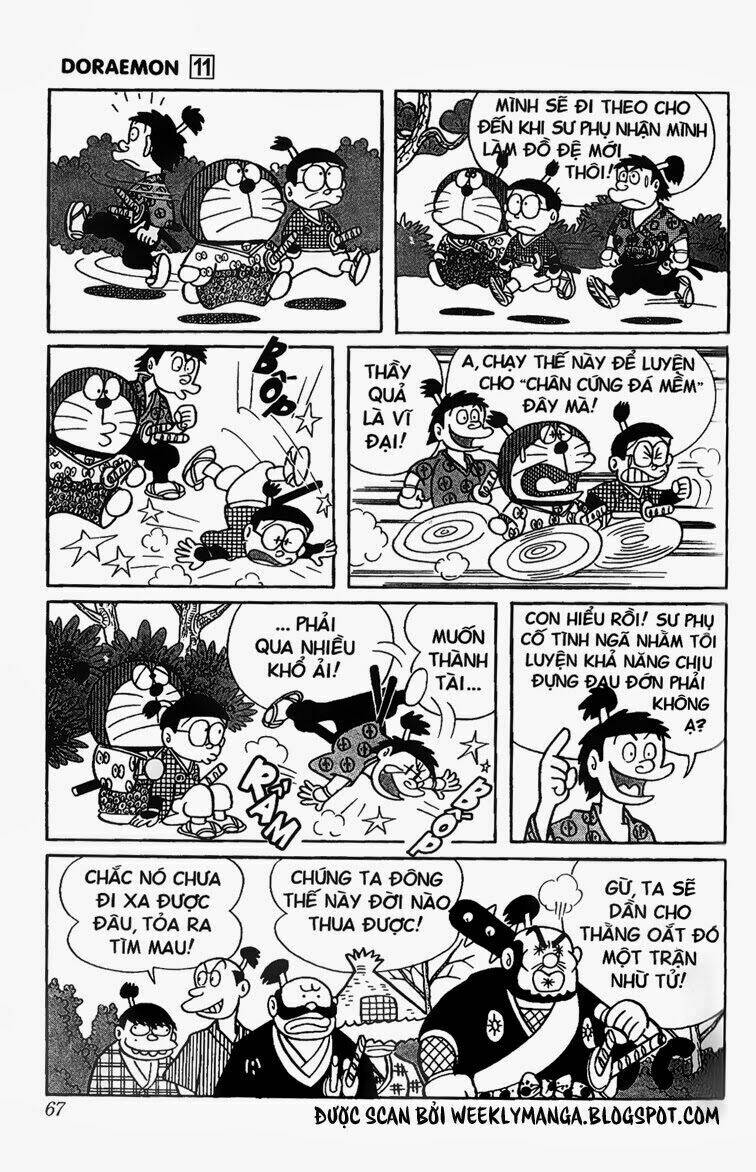 DORAEMON 11
MÌNH SẼ ĐI THEO CHO
ĐẾN KHI SƯ PHỤ NHẬN MÌNH
LÀM ĐỒ ĐỆ MỚI
THÔI!
BỐP
THẦY
QUẢ
LÀ VĨ
ĐẠI!
A, CHẠY THẾ NÀY ĐỂ LUYỆN
CHO "CHÂN CỨNG ĐÁ MỀM"
ĐÂY MÀ!
MUỐN
THÀNH
TÀI...
... PHẢI
QUA NHIỀU
KHỔ ẢI!
RẦM
BỘP
CON HIỂU RỒI! SƯ PHỤ
CỐ TÌNH NGÃ NHẰM TÔI
LUYỆN KHẢ NĂNG CHỊU
ĐỰNG ĐAU ĐỚN PHẢI
KHÔNG
Ạ?
CHẮC NÓ CHƯA
ĐI XA ĐƯỢC
ĐÂU, TỎA RA
TÌM MAU!
CHÚNG TA ĐÔNG
THẾ NÀY ĐỜI NÀO
THUA ĐƯỢC!
GỪ, TA SẼ
DẦN CHO
THẰNG OẮT ĐÓ
MỘT TRẬN
NHỪ TỬ!
67
ĐƯỢC SCAN BỞI WEEKLYMANGA.BLOGSPOT.COM